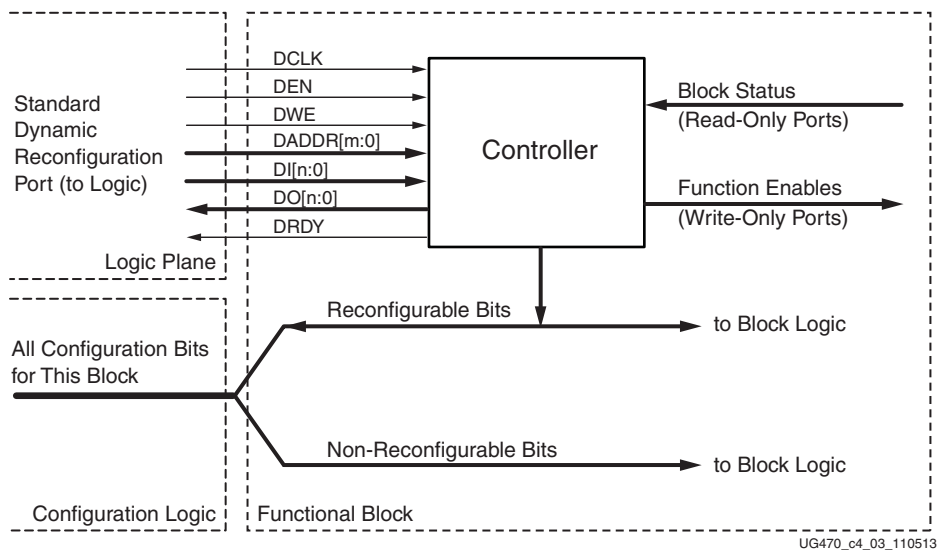 Standard
Dynamic
Reconfiguration
Port (to Logic)
DCLK
DEN
DWE
DADDR[m:0]
DI[n:0]
DO[n:0]
DRDY
Logic Plane
Controller
Block Status
(Read-Only Ports)
Function Enables
(Write-Only Ports)
Reconfigurable Bits
to Block Logic
All Configuration Bits
for This Block
Non-Reconfigurable Bits
to Block Logic
Configuration Logic
Functional Block
UG470_c4_03_110513